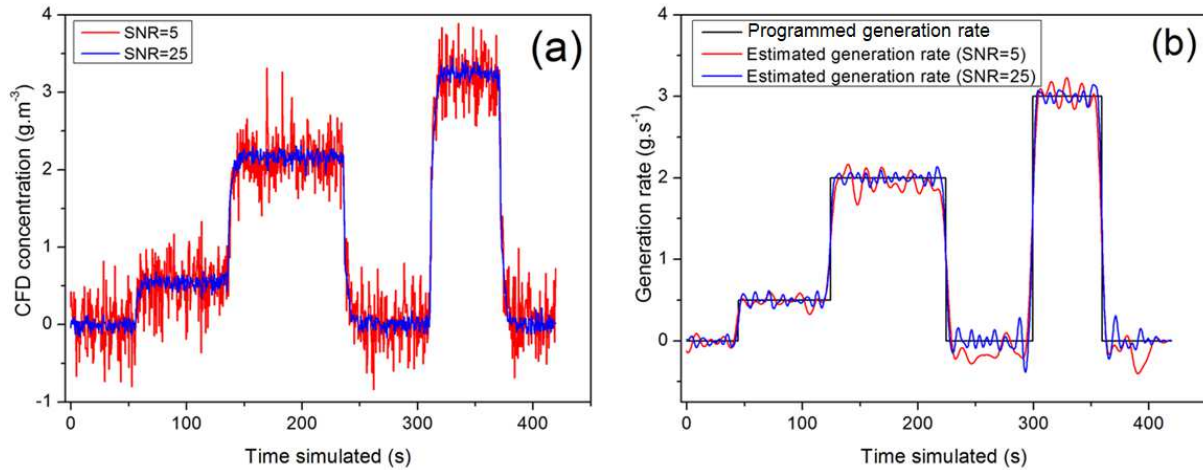 SNR=5
SNR=25
(a)
4
3
2
1
0
-1
CFD concentration (g.m-3)
0
100
200
300
400
Time simulated (s)
Programmed generation rate
Estimated generation rate (SNR=5)
Estimated generation rate (SNR=25)
(b)
4
3
2
1
0
Generation rate (g.s-1)
0
100
200
300
400
Time simulated (s)